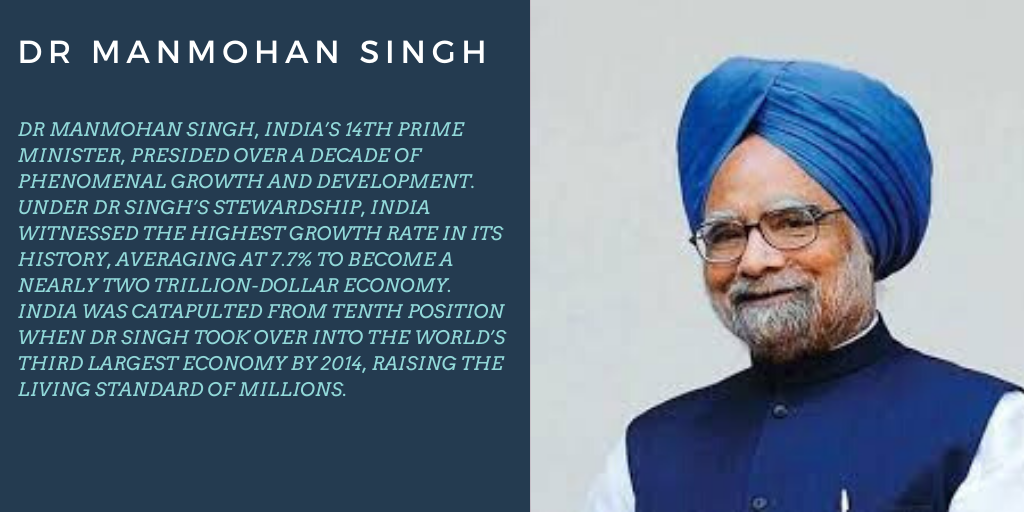 DR MANMOHAN SINGH
DR MANMOHAN SINGH, INDIA'S 14TH PRIME
MINISTER, PRESIDED OVER A DECADE OF
PHENOMENAL GROWTH AND DEVELOPMENT.
UNDER DR SINGH'S STEWARDSHIP, INDIA
WITNESSED THE HIGHEST GROWTH RATE IN ITS
HISTORY, AVERAGING AT 7.7% TO BECOME A
NEARLY TWO TRILLION-DOLLAR ECONOMY.
INDIA WAS CATAPULTED FROM TENTH POSITION
WHEN DR SINGH TOOK OVER INTO THE WORLD'S
THIRD LARGEST ECONOMY BY 2014, RAISING THE
LIVING STANDARD OF MILLIONS.